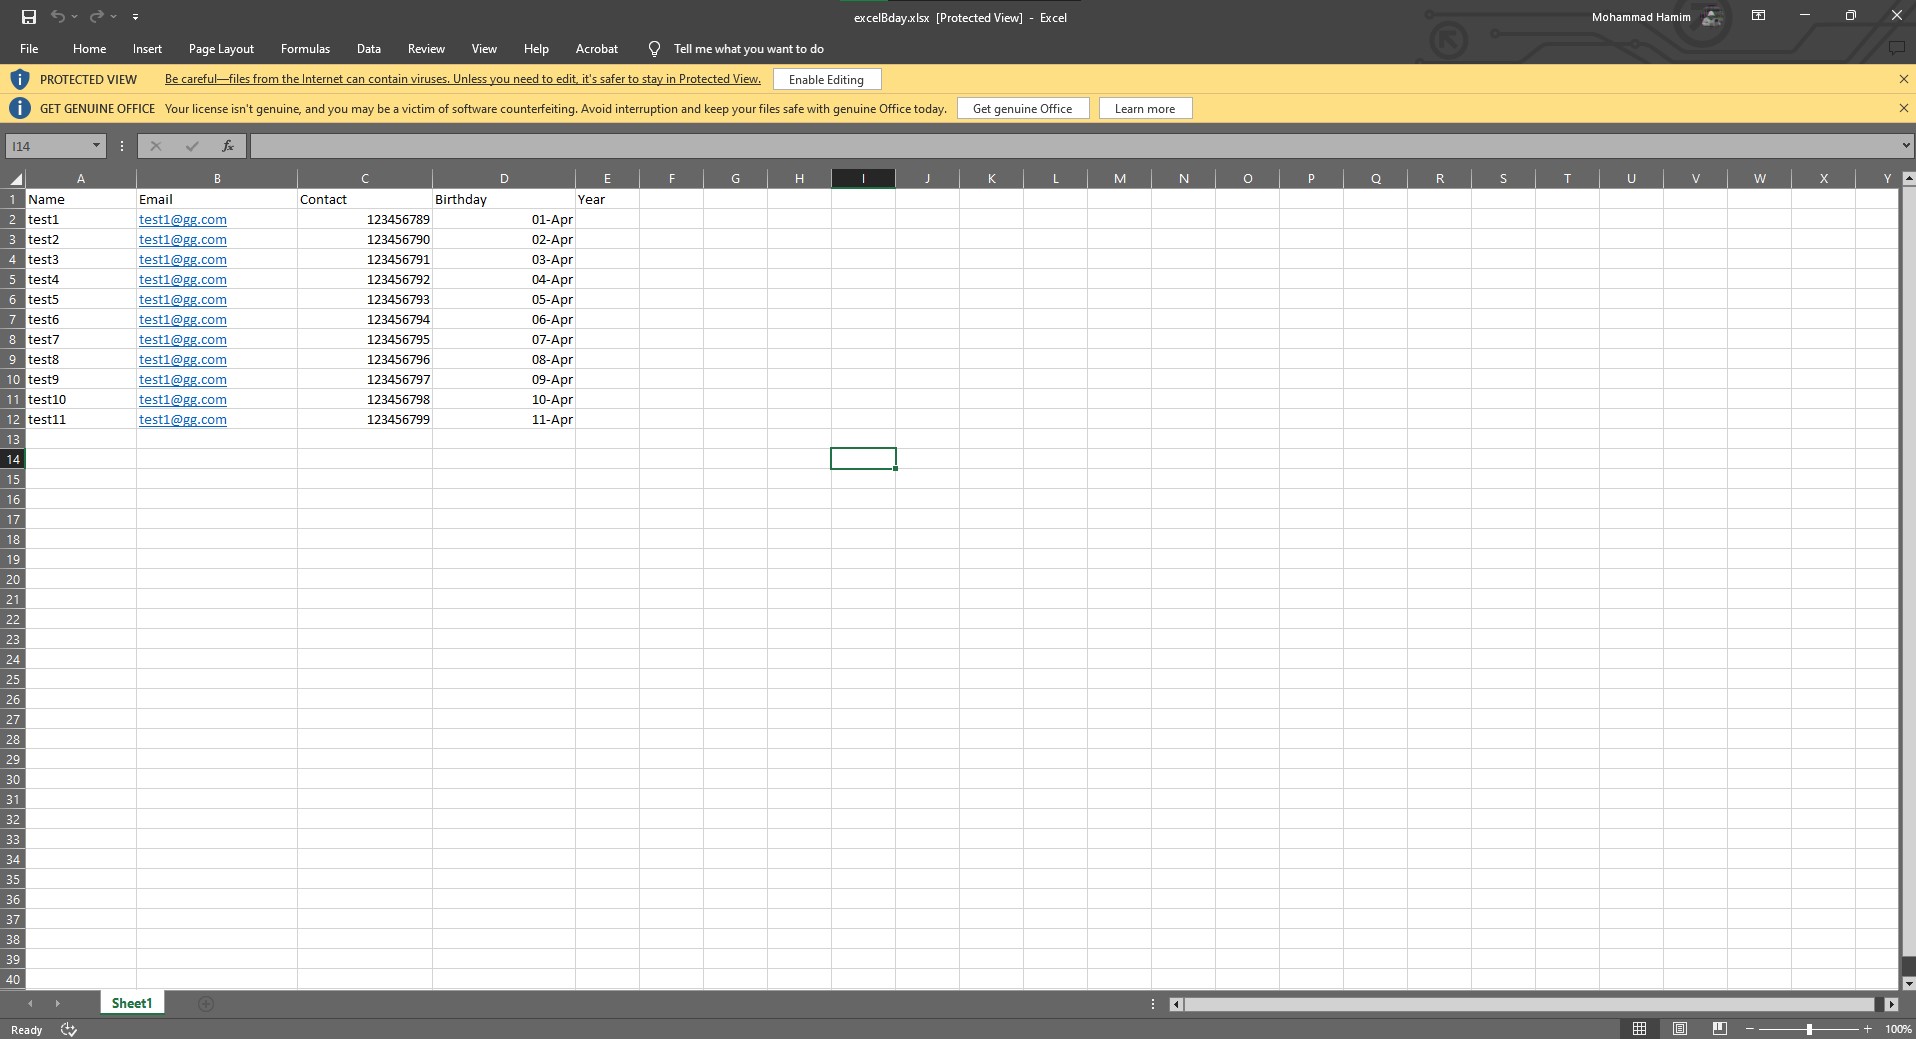 excelBday.xlsx [Protected View] - Excel
Mohammad Hamim
File Home Insert Page Layout Formulas Data Review View Help Acrobat Tell me what you want to do
PROTECTED VIEW Be careful—files from the Internet can contain viruses. Unless you need to edit, it's safer to stay in Protected View. Enable Editing
GET GENUINE OFFICE Your license isn't genuine, and you may be a victim of software counterfeiting. Avoid interruption and keep your files safe with genuine Office today. Get genuine Office Learn more
I14 fx
A B C D E F G H I J K L M N O P Q R S T U V W X Y
1 Name Email Contact Birthday Year
2 test1 test1@gg.com 123456789 01-Apr
3 test2 test1@gg.com 123456790 02-Apr
4 test3 test1@gg.com 123456791 03-Apr
5 test4 test1@gg.com 123456792 04-Apr
6 test5 test1@gg.com 123456793 05-Apr
7 test6 test1@gg.com 123456794 06-Apr
8 test7 test1@gg.com 123456795 07-Apr
9 test8 test1@gg.com 123456796 08-Apr
10 test9 test1@gg.com 123456797 09-Apr
11 test10 test1@gg.com 123456798 10-Apr
12 test11 test1@gg.com 123456799 11-Apr
13
14
15
16
17
18
19
20
21
22
23
24
25
26
27
28
29
30
31
32
33
34
35
36
37
38
39
40
Sheet1
Ready
100%